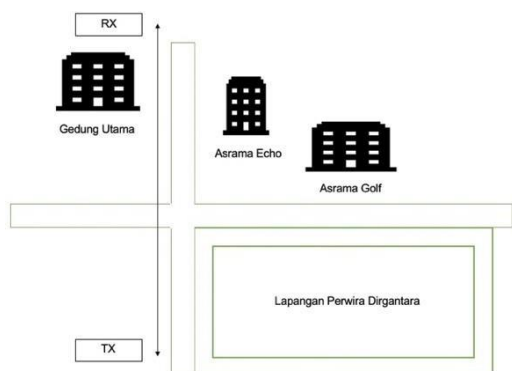 RX
Gedung Utama
Asrama Echo
Asrama Golf
Lapangan Perwira Dirgantara
TX